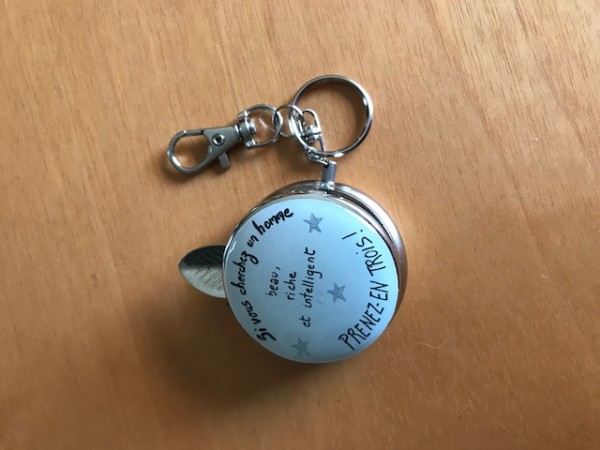 Si vous cherchez un homme
beau,
riche
et intelligent
PRENEZ-EN TROIS!